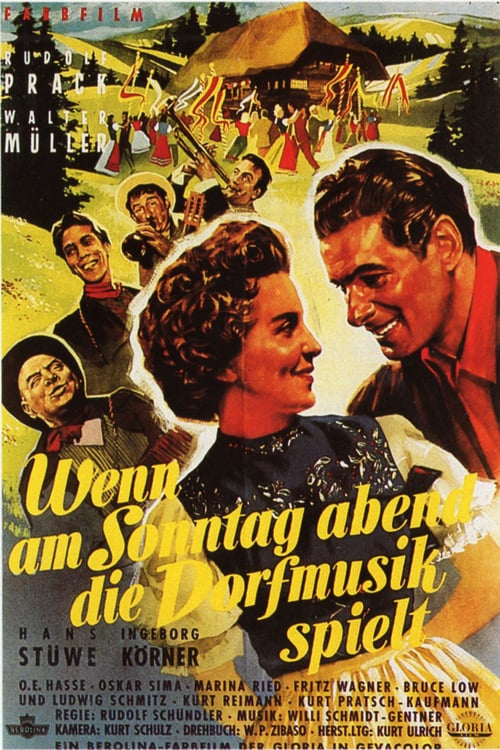 FARBFILM
RUDOLF
PRACK
WALTER
MÜLLER
Wenn
am Sonntag abend
die Dorfmusik
spielt
HANS INGEBORG
STÜWE KÖRNER
O.E. HASSE · OSKAR SIMA · MARINA RIED · FRITZ WAGNER · BRUCE LOW
UND LUDWIG SCHMITZ · KURT REIMANN · KURT PRATSCH - KAUFMANN
REGIE: RUDOLF SCHÜNDLER · MUSIK: WILLI SCHMIDT - GENTNER
KAMERA: KURT SCHULZ · DREHBUCH: W. P. ZIBASO · HERST.LTG: KURT ULRICH
BEROLINA
GLORIA
EIN BEROLINA-FARBFILM DER GLORIA IN GEVACOLOR